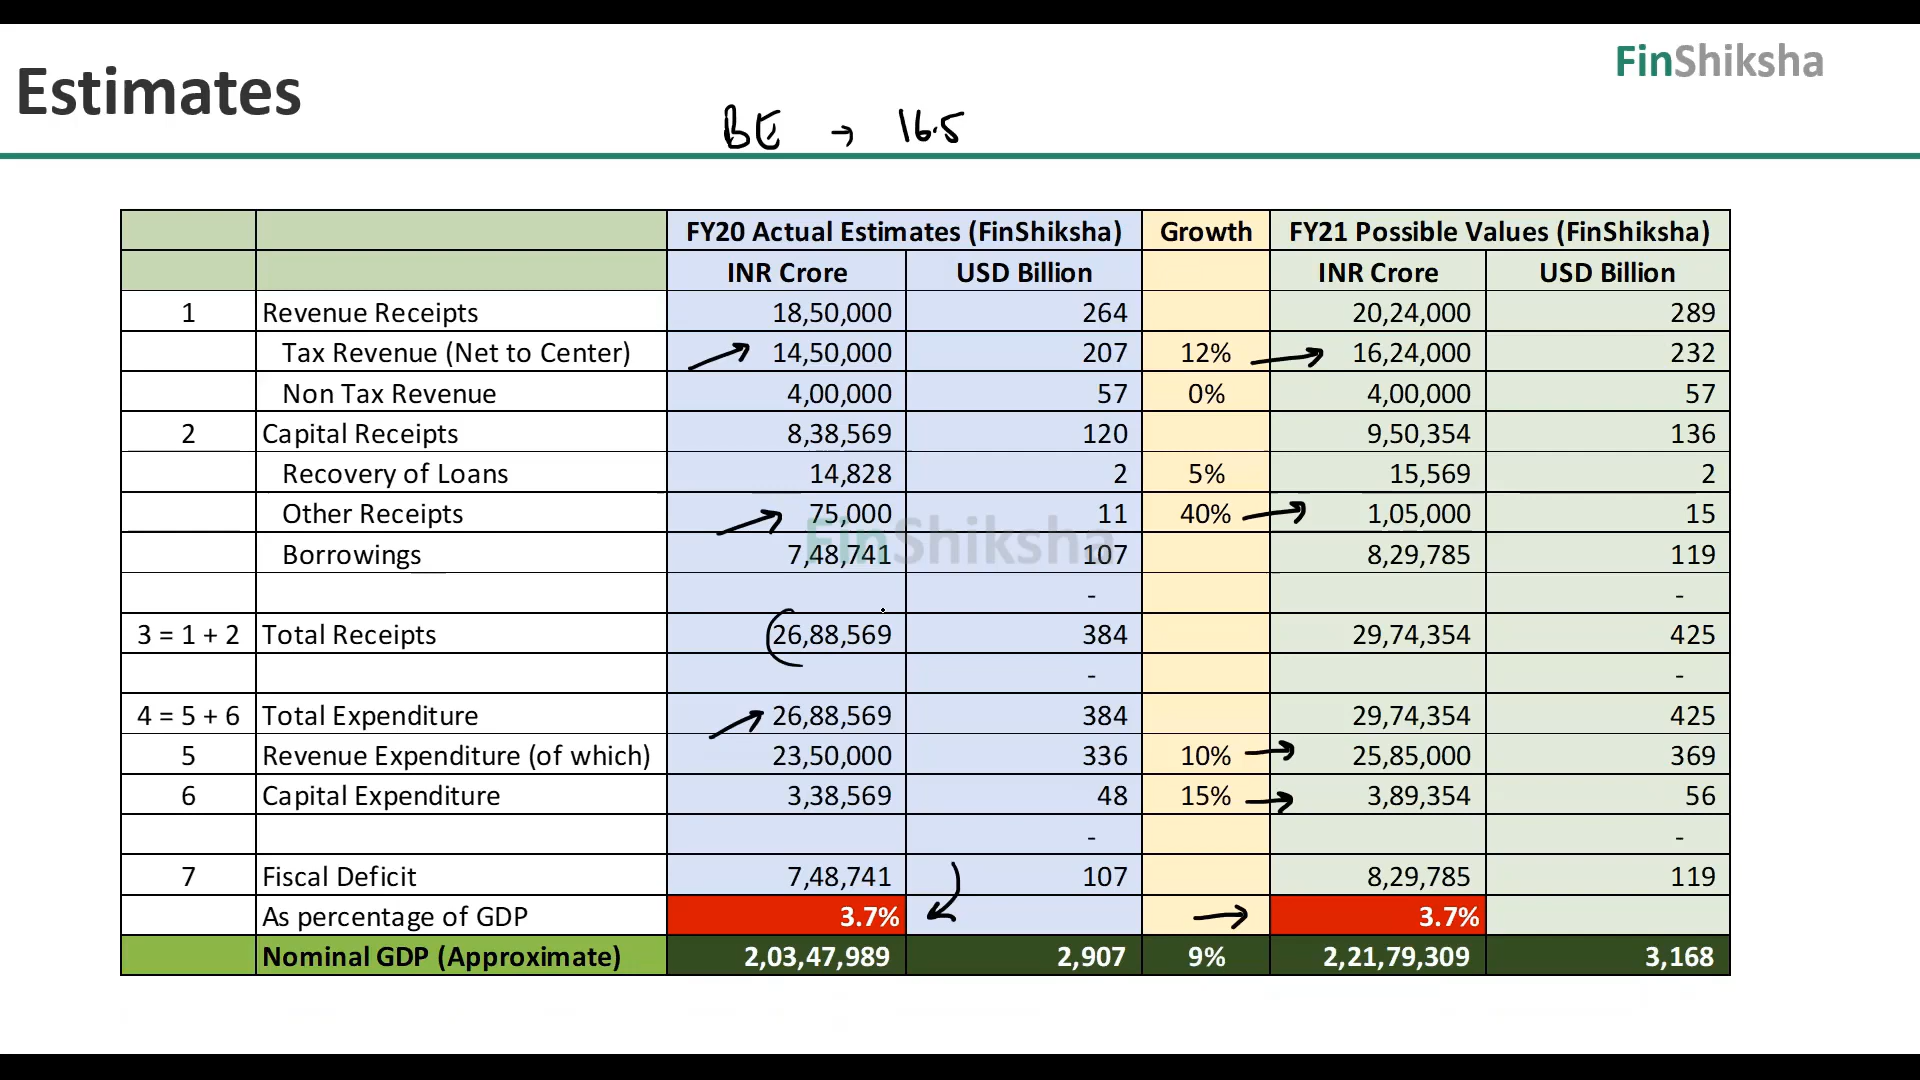 FinShiksha
Estimates
BE → 16.5
FY20 Actual Estimates (FinShiksha) Growth FY21 Possible Values (FinShiksha)
INR Crore USD Billion INR Crore USD Billion
1 Revenue Receipts 18,50,000 264 20,24,000 289
Tax Revenue (Net to Center) 14,50,000 207 12% 16,24,000 232
Non Tax Revenue 4,00,000 57 0% 4,00,000 57
2 Capital Receipts 8,38,569 120 9,50,354 136
Recovery of Loans 14,828 2 5% 15,569 2
Other Receipts 75,000 11 40% 1,05,000 15
FinShiksha
Borrowings 7,48,741 107 8,29,785 119
- -
3 = 1 + 2 Total Receipts 26,88,569 384 29,74,354 425
- -
4 = 5 + 6 Total Expenditure 26,88,569 384 29,74,354 425
5 Revenue Expenditure (of which) 23,50,000 336 10% 25,85,000 369
6 Capital Expenditure 3,38,569 48 15% 3,89,354 56
- -
7 Fiscal Deficit 7,48,741 107 8,29,785 119
As percentage of GDP 3.7% 3.7%
Nominal GDP (Approximate) 2,03,47,989 2,907 9% 2,21,79,309 3,168